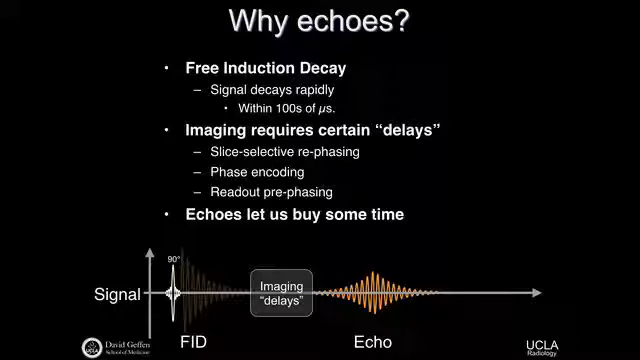 Why echoes?
• Free Induction Decay
– Signal decays rapidly
• Within 100s of µs.
• Imaging requires certain “delays”
– Slice-selective re-phasing
– Phase encoding
– Readout pre-phasing
• Echoes let us buy some time
90°
Signal
Imaging
“delays”
FID
Echo
UCLA
David Geffen
School of Medicine
UCLA
Radiology